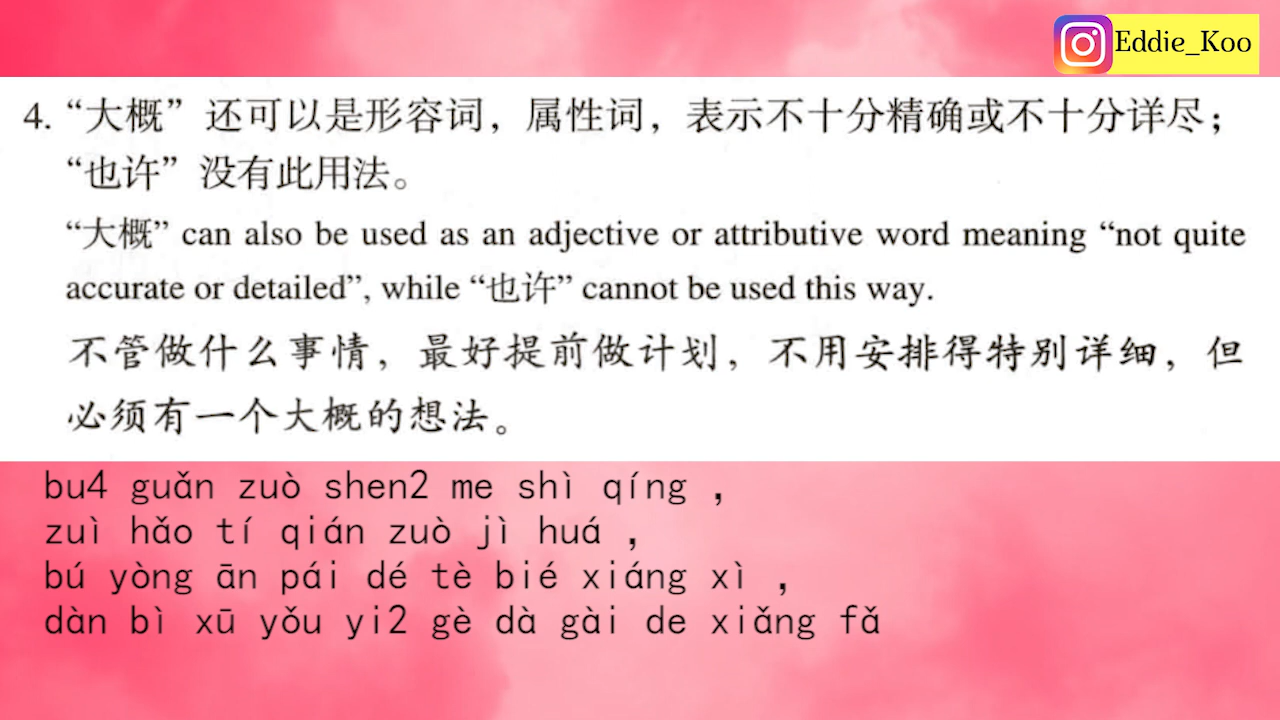 Eddie_Koo
4. “大概” 还可以是形容词，属性词，表示不十分精确或不十分详尽；
“也许” 没有此用法。
“大概” can also be used as an adjective or attributive word meaning “not quite
accurate or detailed”, while “也许” cannot be used this way.
不管做什么事情，最好提前做计划，不用安排得特别详细，但
必须有一个大概的想法。
bu4 guǎn zuò shen2 me shì qíng ，
zuì hǎo tí qián zuò jì huá ，
bú yòng ān pái dé tè bié xiáng xì ，
dàn bì xū yǒu yi2 gè dà gài de xiǎng fǎ